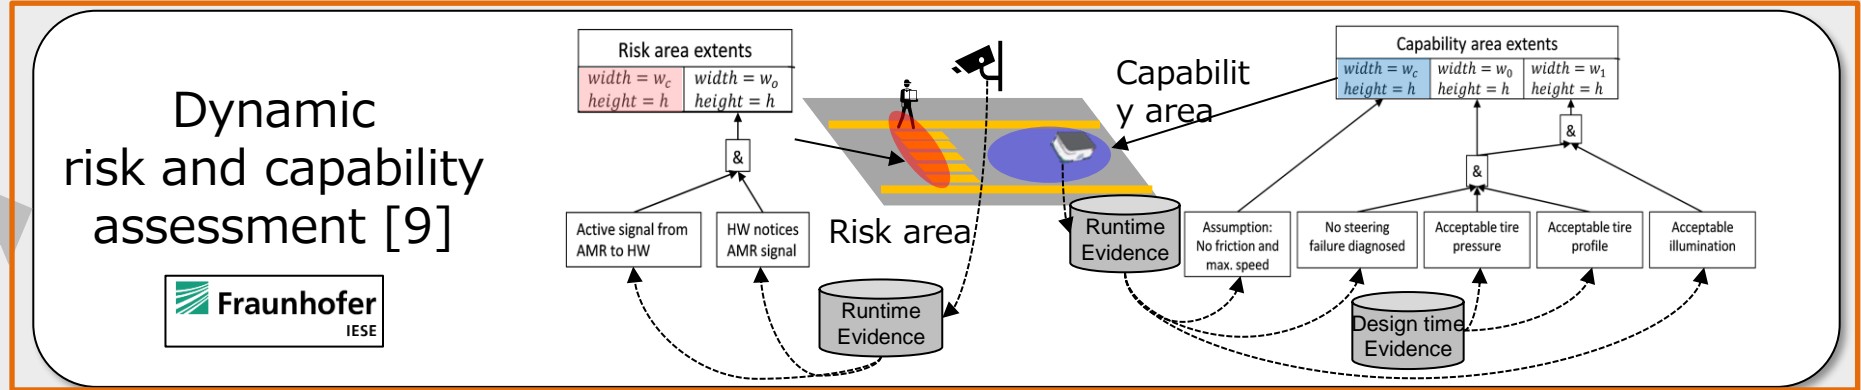 Dynamic
risk and capability
assessment [9]
Fraunhofer
IESE
Risk area extents
width = w_c width = w_o
height = h height = h
&
Active signal from
AMR to HW
HW notices
AMR signal
Risk area
Runtime
Evidence
Capabilit
y area
Runtime
Evidence
Capability area extents
width = w_c width = w_0 width = w_1
height = h height = h height = h
&
&
Assumption:
No friction and
max. speed
No steering
failure diagnosed
Acceptable tire
pressure
Acceptable tire
profile
Acceptable
illumination
Design time
Evidence